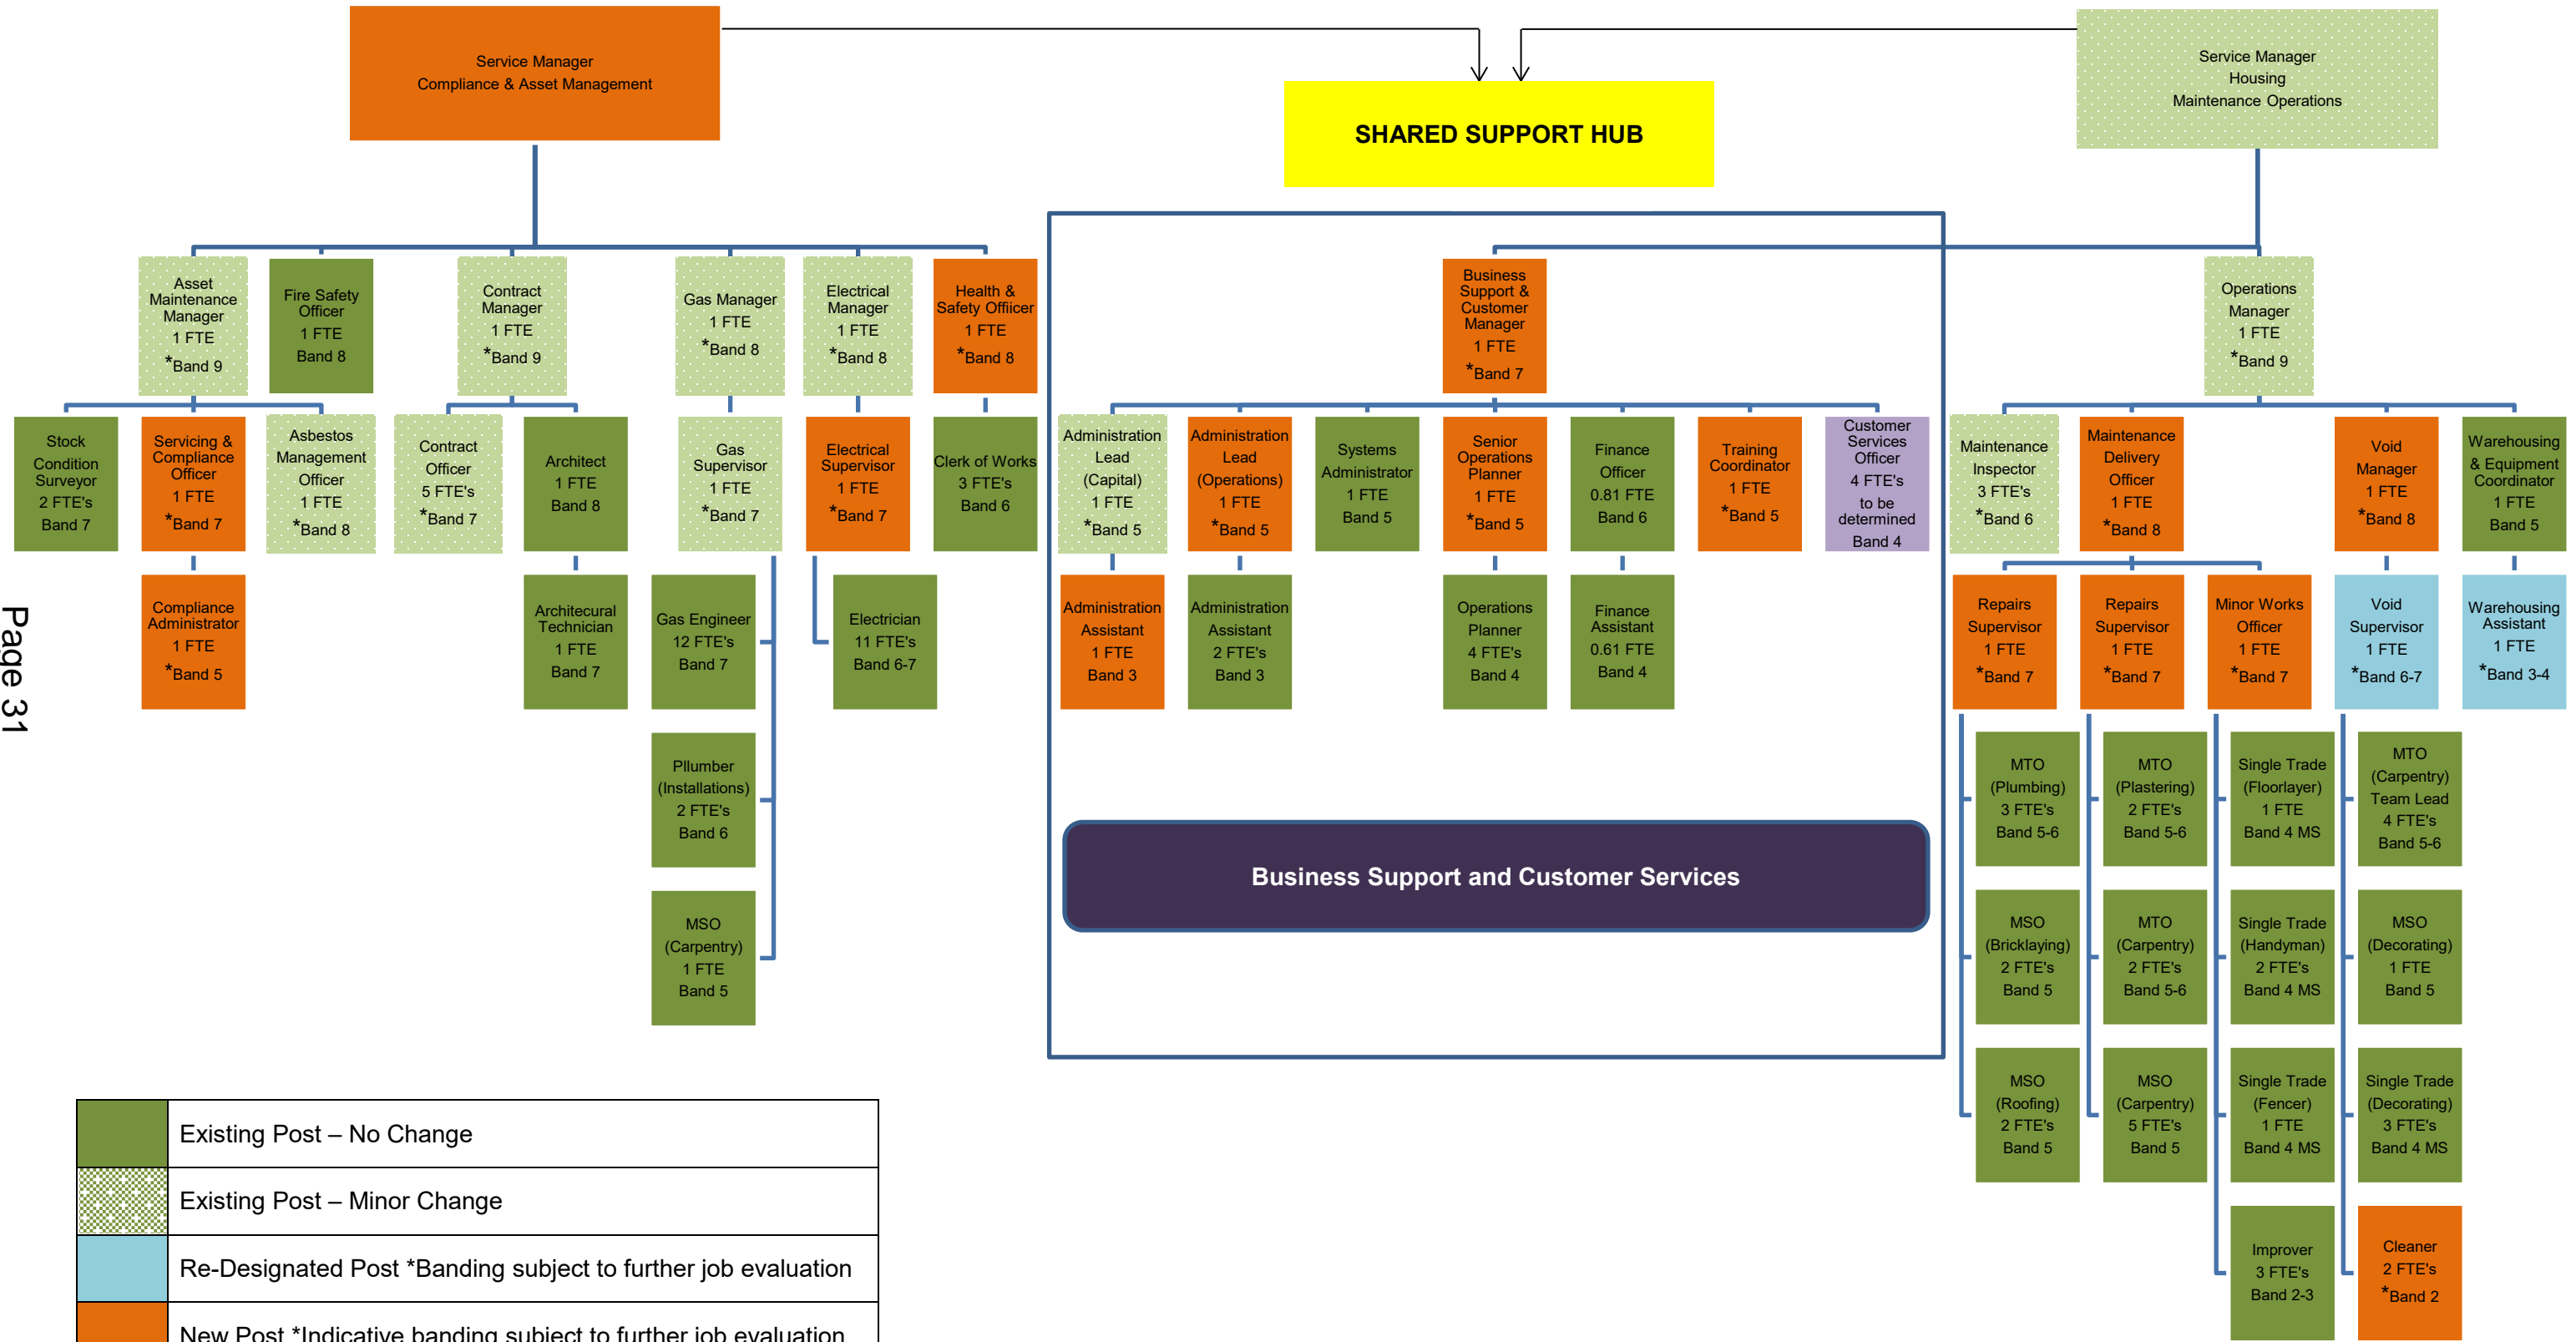 Service Manager
Compliance & Asset Management
SHARED SUPPORT HUB
Service Manager
Housing
Maintenance Operations
Asset
Maintenance
Manager
1 FTE
*Band 9
Fire Safety
Officer
1 FTE
Band 8
Contract
Manager
1 FTE
*Band 9
Gas Manager
1 FTE
*Band 8
Electrical
Manager
1 FTE
*Band 8
Health &
Safety Offiicer
1 FTE
*Band 8
Business
Support &
Customer
Manager
1 FTE
*Band 7
Operations
Manager
1 FTE
*Band 9
Stock
Condition
Surveyor
2 FTE's
Band 7
Servicing &
Compliance
Officer
1 FTE
*Band 7
Asbestos
Management
Officer
1 FTE
*Band 8
Contract
Officer
5 FTE's
*Band 7
Architect
1 FTE
Band 8
Gas
Supervisor
1 FTE
*Band 7
Electrical
Supervisor
1 FTE
*Band 7
Clerk of Works
3 FTE's
Band 6
Administration
Lead
(Capital)
1 FTE
*Band 5
Administration
Lead
(Operations)
1 FTE
*Band 5
Systems
Administrator
1 FTE
Band 5
Senior
Operations
Planner
1 FTE
*Band 5
Finance
Officer
0.81 FTE
Band 6
Training
Coordinator
1 FTE
*Band 5
Customer
Services
Officer
4 FTE's
to be
determined
Band 4
Maintenance
Inspector
3 FTE's
*Band 6
Maintenance
Delivery
Officer
1 FTE
*Band 8
Void
Manager
1 FTE
*Band 8
Warehousing
& Equipment
Coordinator
1 FTE
Band 5
Compliance
Administrator
1 FTE
*Band 5
Architecural
Technician
1 FTE
Band 7
Gas Engineer
12 FTE's
Band 7
Electrician
11 FTE's
Band 6-7
Administration
Assistant
1 FTE
Band 3
Administration
Assistant
2 FTE's
Band 3
Operations
Planner
4 FTE's
Band 4
Finance
Assistant
0.61 FTE
Band 4
Repairs
Supervisor
1 FTE
*Band 7
Repairs
Supervisor
1 FTE
*Band 7
Minor Works
Officer
1 FTE
*Band 7
Void
Supervisor
1 FTE
*Band 6-7
Warehousing
Assistant
1 FTE
*Band 3-4
Pllumber
(Installations)
2 FTE's
Band 6
MTO
(Plumbing)
3 FTE's
Band 5-6
MTO
(Plastering)
2 FTE's
Band 5-6
Single Trade
(Floorlayer)
1 FTE
Band 4 MS
MTO
(Carpentry)
Team Lead
4 FTE's
Band 5-6
Business Support and Customer Services
MSO
(Carpentry)
1 FTE
Band 5
MSO
(Bricklaying)
2 FTE's
Band 5
MTO
(Carpentry)
2 FTE's
Band 5-6
Single Trade
(Handyman)
2 FTE's
Band 4 MS
MSO
(Decorating)
1 FTE
Band 5
MSO
(Roofing)
2 FTE's
Band 5
MSO
(Carpentry)
5 FTE's
Band 5
Single Trade
(Fencer)
1 FTE
Band 4 MS
Single Trade
(Decorating)
3 FTE's
Band 4 MS
Improver
3 FTE's
Band 2-3
Cleaner
2 FTE's
*Band 2
Existing Post – No Change
Existing Post – Minor Change
Re-Designated Post *Banding subject to further job evaluation
New Post *Indicative banding subject to further job evaluation
Page 31